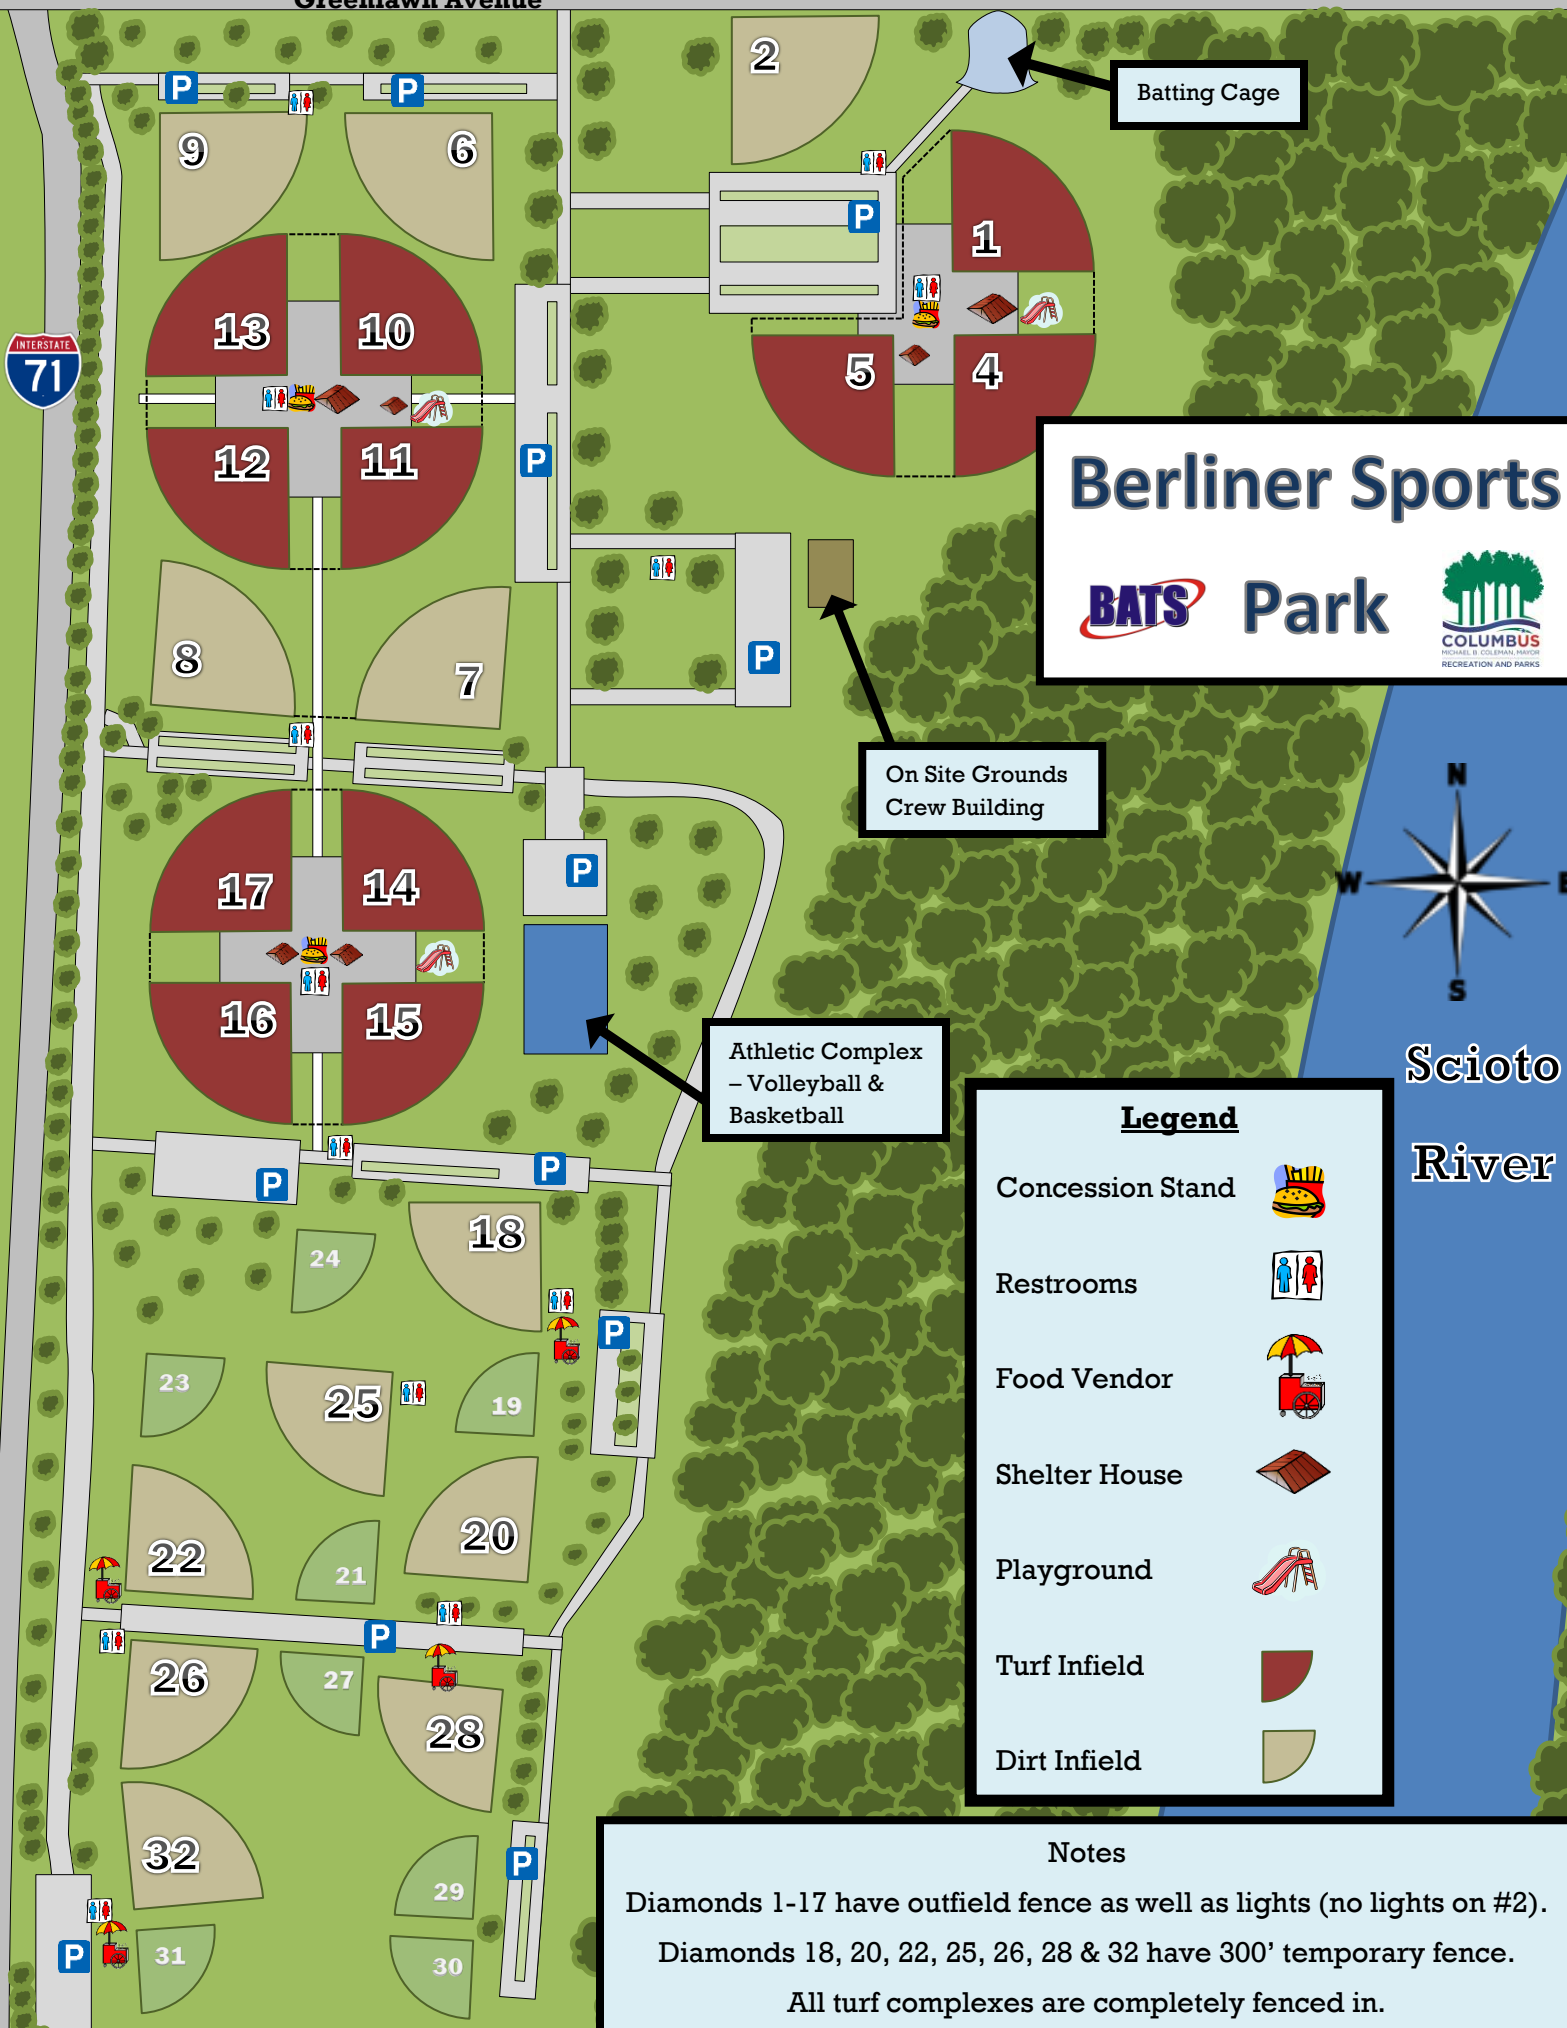 Greenlawn Avenue
2
P
P
Batting Cage
9
6
P
1
13
10
INTERSTATE
71
5
4
12
11
P
Berliner Sports
BATS
Park
COLUMBUS
MICHAEL B. COLEMAN, MAYOR
RECREATION AND PARKS
8
7
P
On Site Grounds
Crew Building
N
W
E
S
17
14
P
16
15
Athletic Complex
– Volleyball &
Basketball
Scioto
River
P
P
18
24
P
23
25
19
22
21
20
P
26
27
28
32
29
P
31
30
P
Legend
Concession Stand
Restrooms
Food Vendor
Shelter House
Playground
Turf Infield
Dirt Infield
Notes
Diamonds 1-17 have outfield fence as well as lights (no lights on #2).
Diamonds 18, 20, 22, 25, 26, 28 & 32 have 300’ temporary fence.
All turf complexes are completely fenced in.